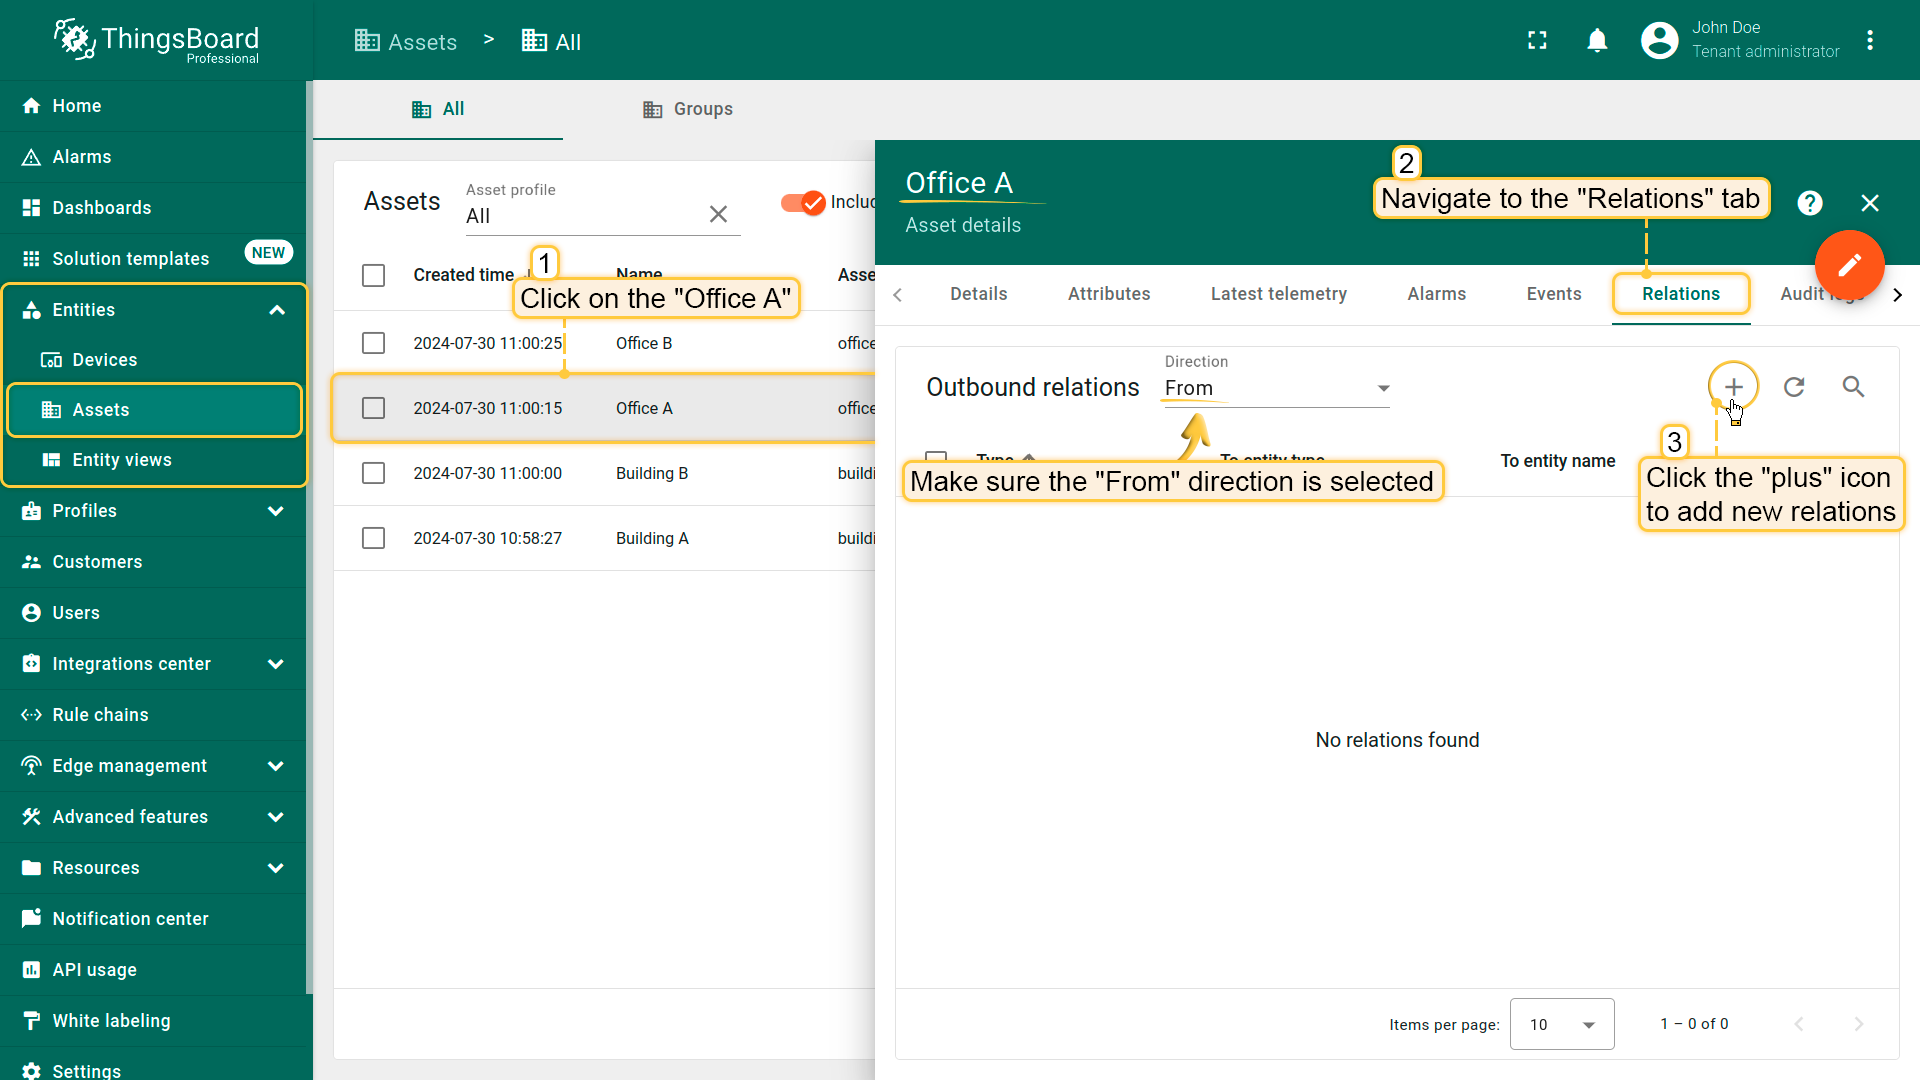 ThingsBoard
Professional
Assets > All
John Doe
Tenant administrator
Home
Alarms
Dashboards
Solution templates NEW
Entities
Devices
Assets
Entity views
Profiles
Customers
Users
Integrations center
Rule chains
Edge management
Advanced features
Resources
Notification center
API usage
White labeling
Settings
All Groups
Assets
Asset profile
All
Includ
Created time Name Asse
1
Click on the "Office A"
2024-07-30 11:00:25 Office B office
2024-07-30 11:00:15 Office A office
2024-07-30 11:00:00 Building B buildi
2024-07-30 10:58:27 Building A buildi
Office A
Asset details
2
Navigate to the "Relations" tab
Details Attributes Latest telemetry Alarms Events Relations Audit logs
Outbound relations
Direction
From
Type To entity type To entity name
Make sure the "From" direction is selected
3
Click the "plus" icon
to add new relations
No relations found
Items per page: 10 1 – 0 of 0